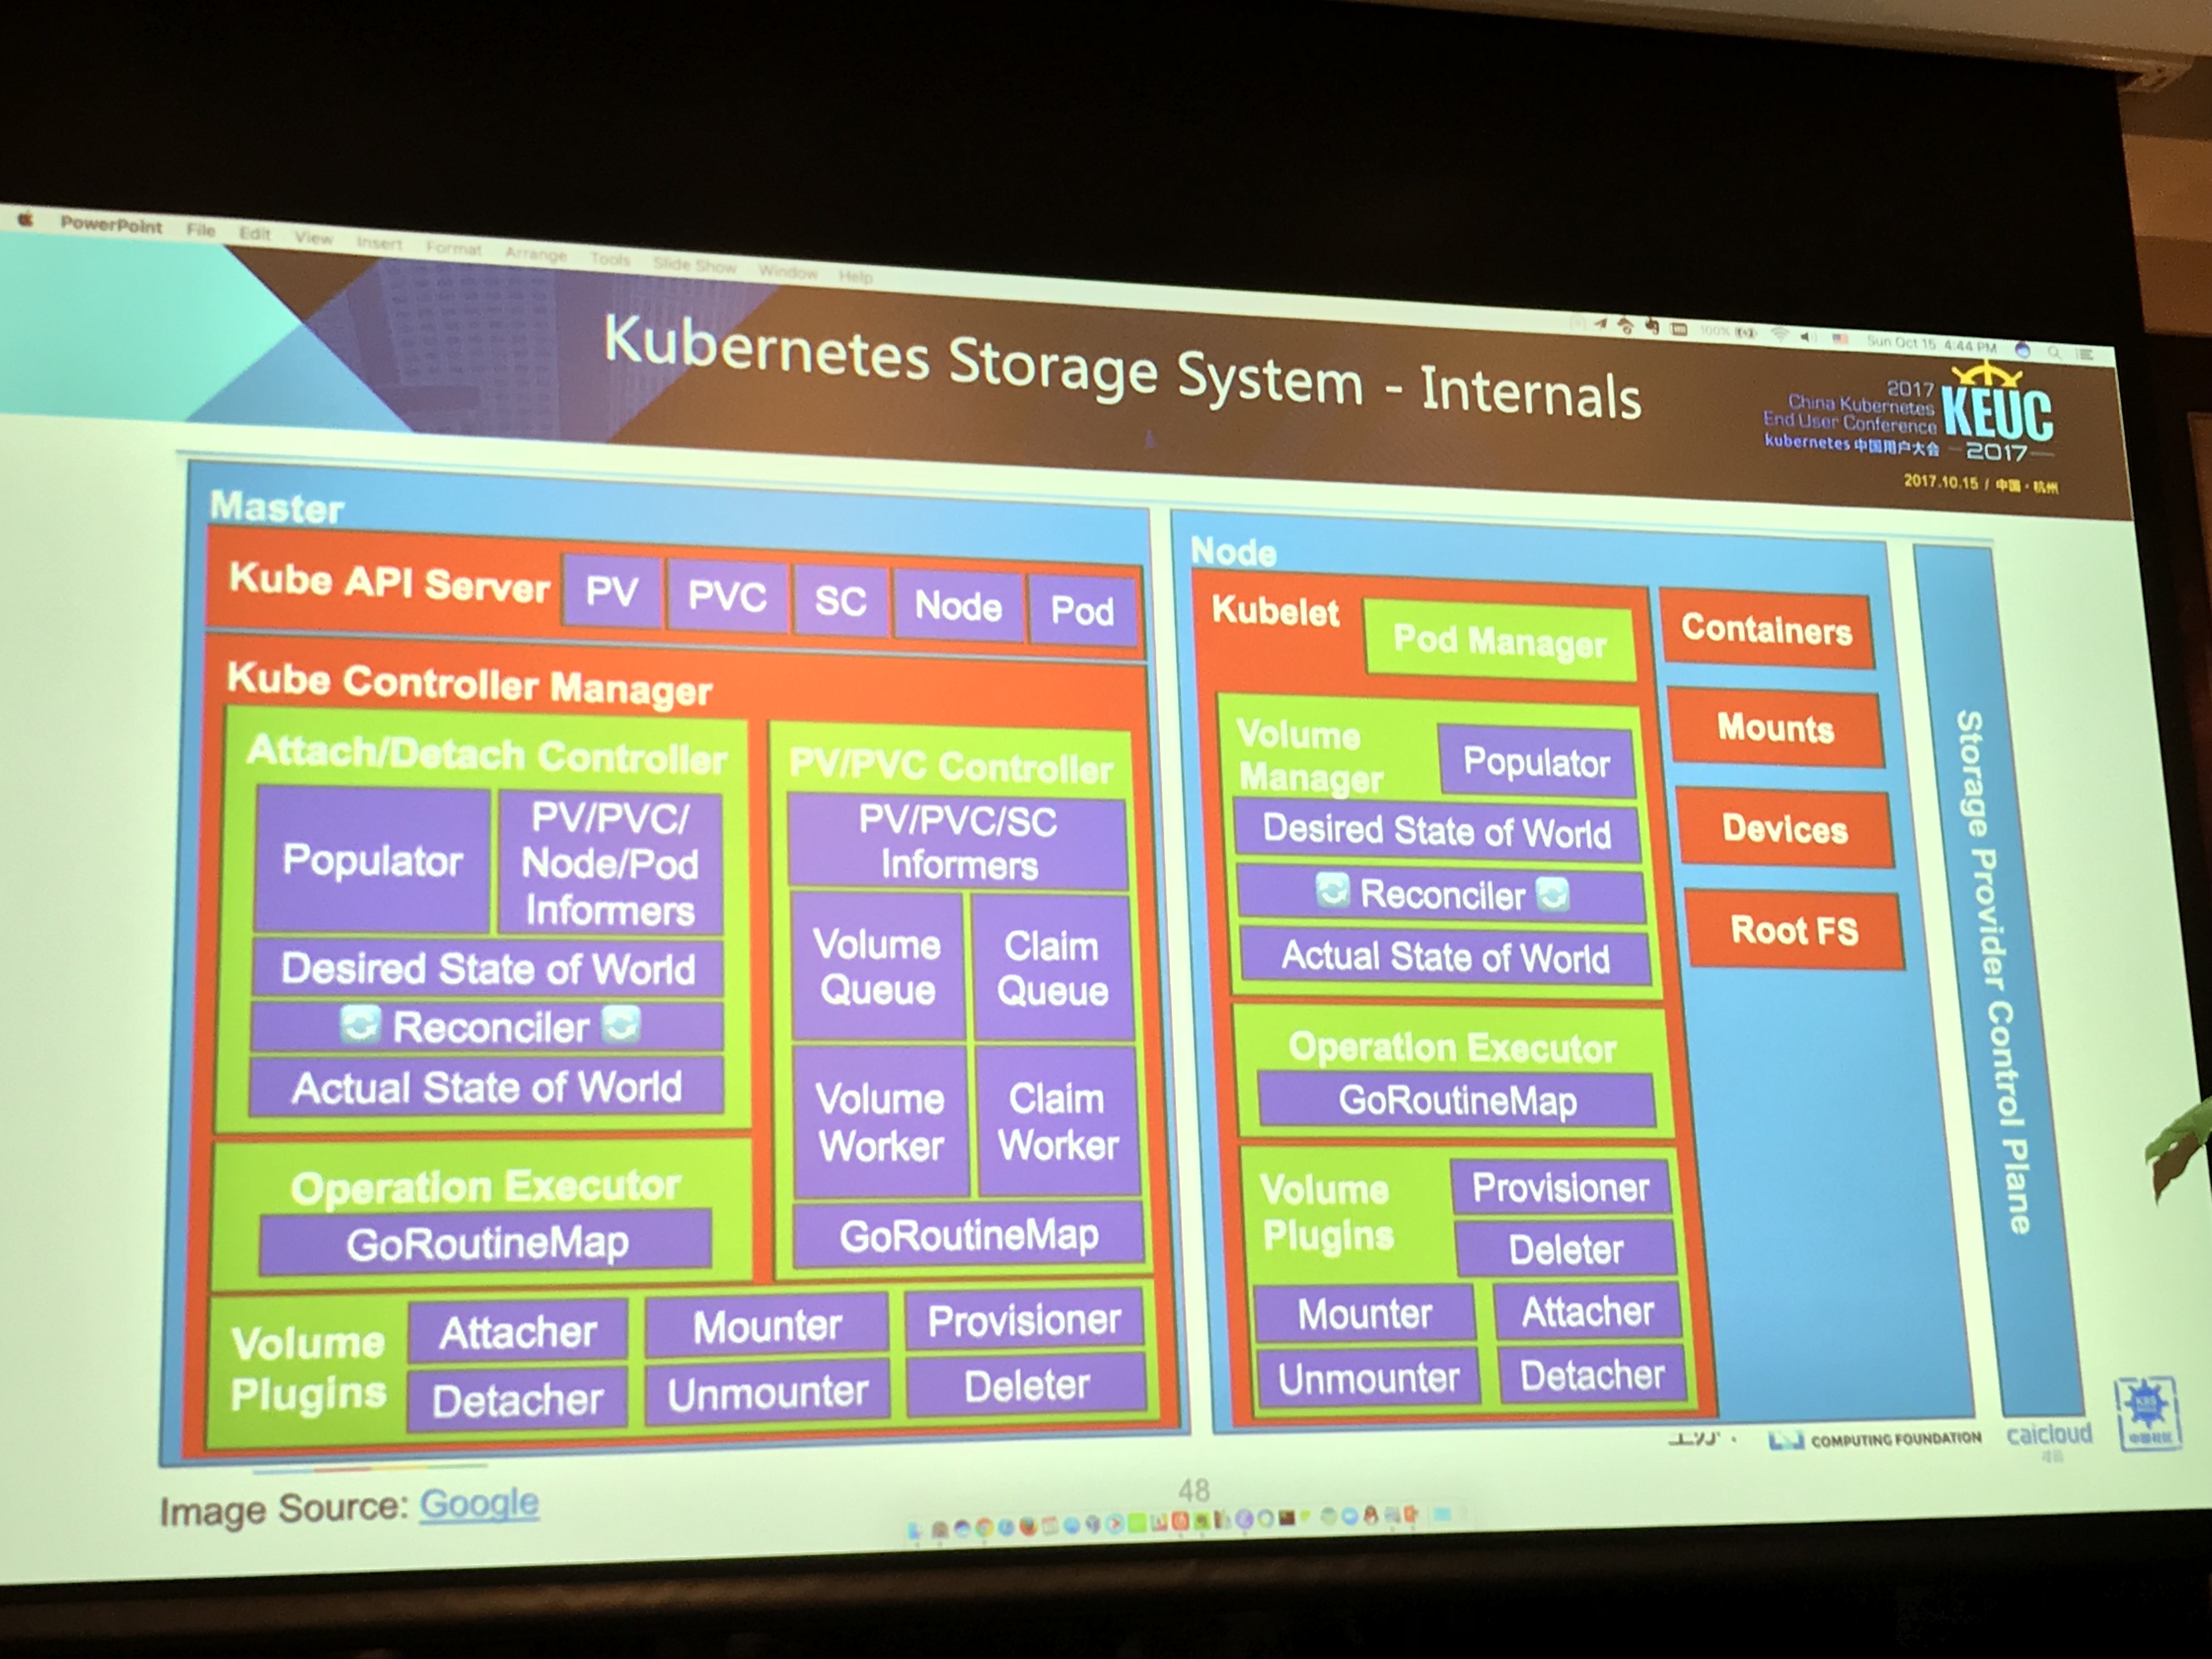 PowerPoint File Edit View Insert Format Arrange Tools Slide Show Window Help
100% Sun Oct 15 4:44 PM
Kubernetes Storage System - Internals
2017
China Kubernetes
End User Conference
kubernetes 中国用户大会
KEUC
2017
2017.10.15 / 中国 · 杭州
Master
Kube API Server
PV
PVC
SC
Node
Pod
Kube Controller Manager
Attach/Detach Controller
Populator
PV/PVC/
Node/Pod
Informers
Desired State of World
Reconciler
Actual State of World
Operation Executor
GoRoutineMap
PV/PVC Controller
PV/PVC/SC
Informers
Volume
Queue
Claim
Queue
Volume
Worker
Claim
Worker
GoRoutineMap
Volume
Plugins
Attacher
Mounter
Provisioner
Detacher
Unmounter
Deleter
Node
Kubelet
Pod Manager
Volume
Manager
Populator
Desired State of World
Reconciler
Actual State of World
Operation Executor
GoRoutineMap
Volume
Plugins
Provisioner
Deleter
Mounter
Attacher
Unmounter
Detacher
Containers
Mounts
Devices
Root FS
Storage Provider Control Plane
COMPUTING FOUNDATION
caicloud
K8S
中国社区
Image Source: Google
48